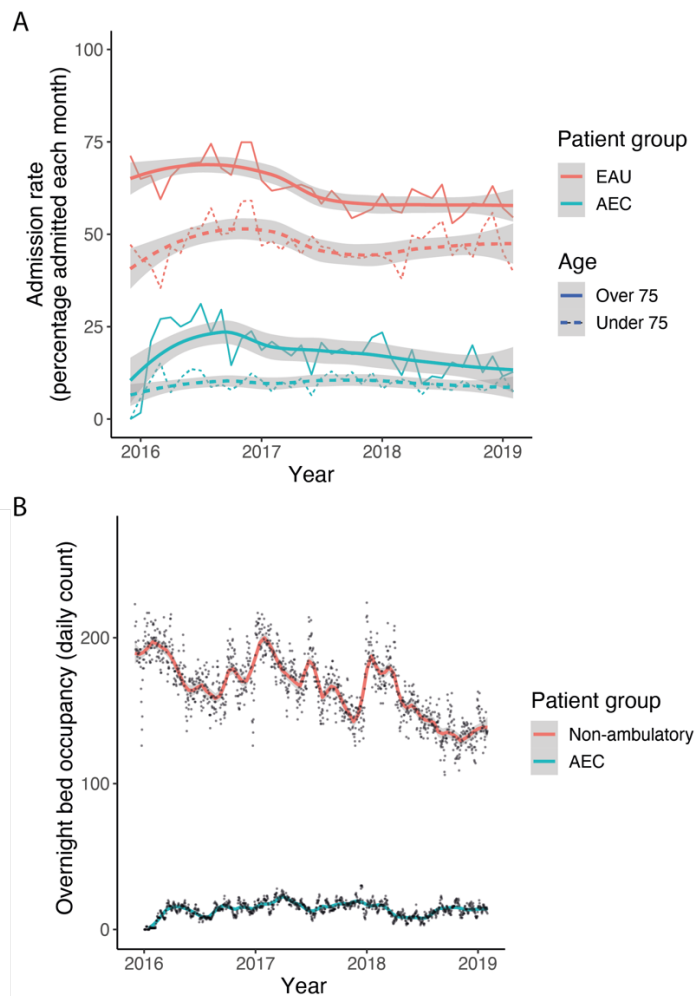 A
Admission rate
(percentage admitted each month)
100
75
50
25
0
2016 2017 2018 2019
Year
Patient group
EAU
AEC
Age
Over 75
Under 75
B
Overnight bed occupancy (daily count)
200
100
0
2016 2017 2018 2019
Year
Patient group
Non-ambulatory
AEC